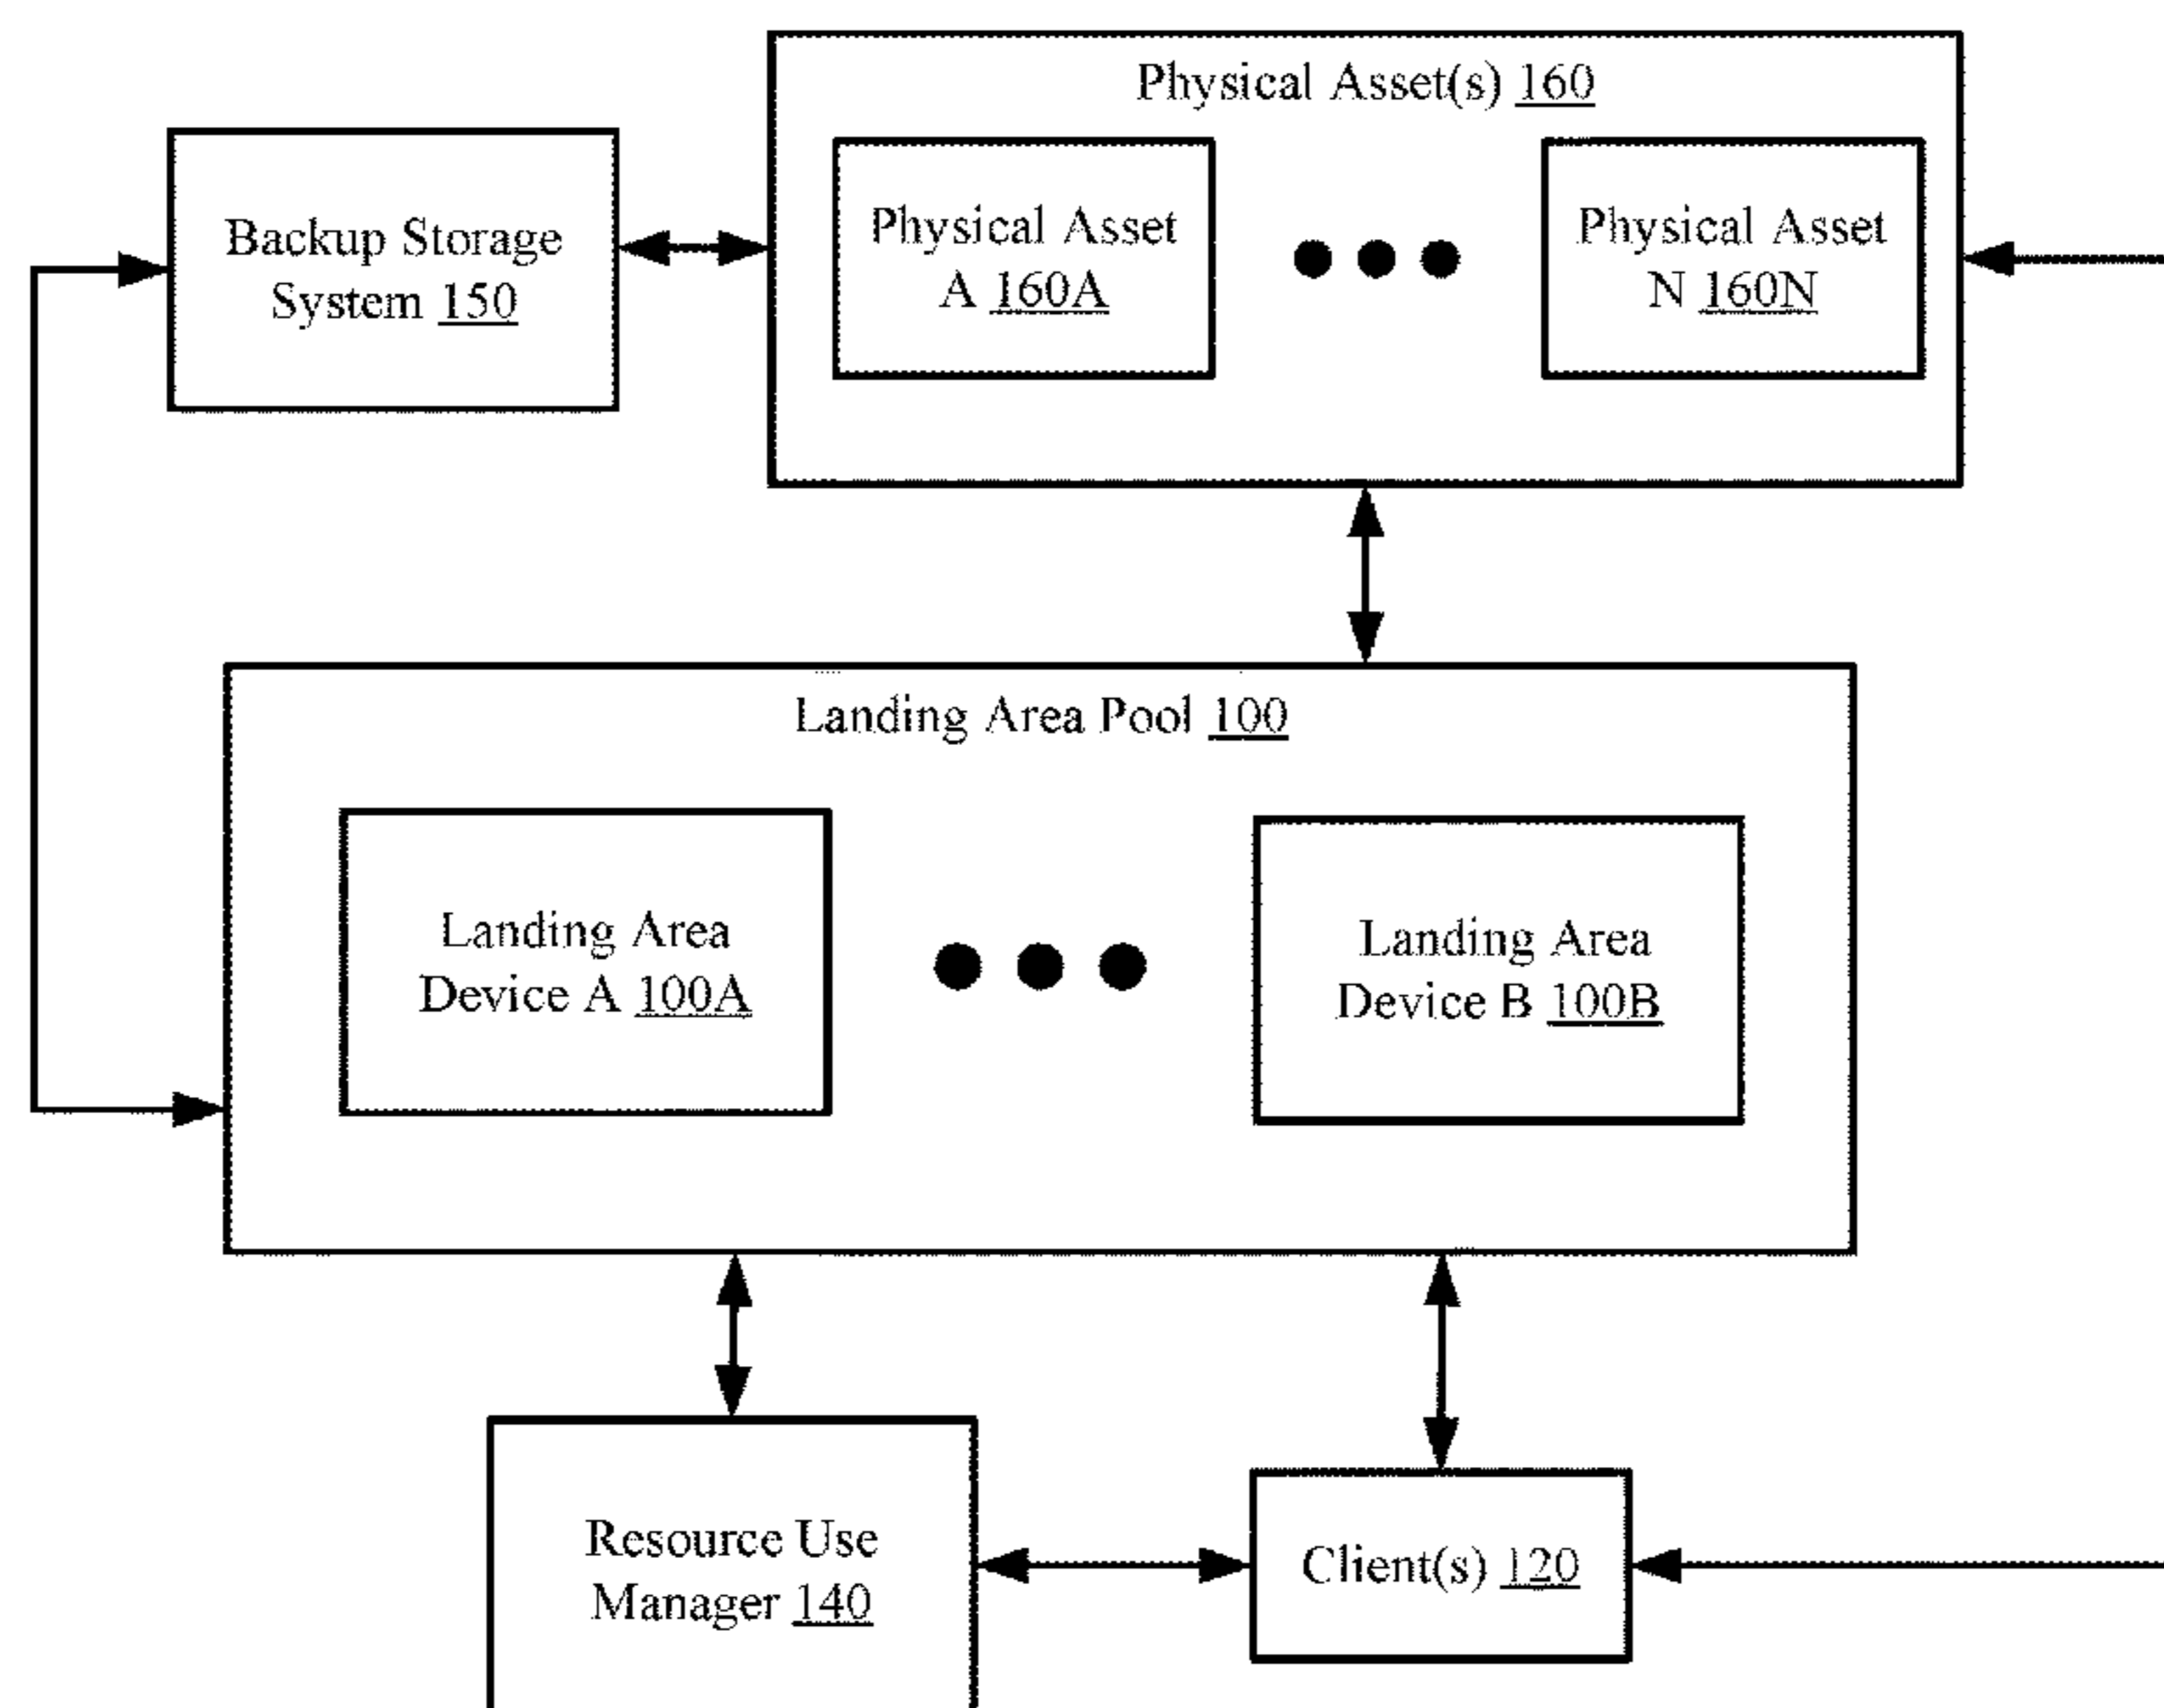 Physical Asset(s) 160
Backup Storage
System 150
Physical Asset
A 160A
Physical Asset
N 160N
Landing Area Pool 100
Landing Area
Device A 100A
Landing Area
Device B 100B
Resource Use
Manager 140
Client(s) 120